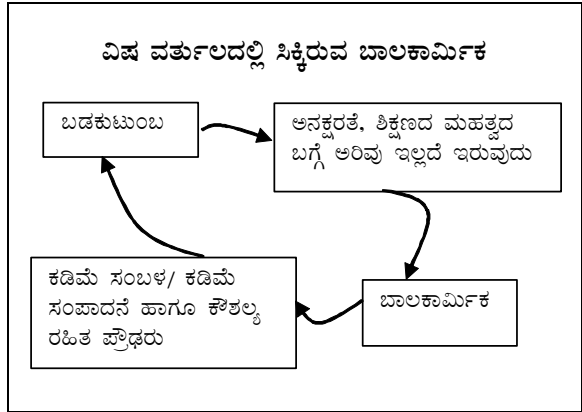 ವಿಷ ವರ್ತುಲದಲ್ಲಿ ಸಿಕ್ಕಿರುವ ಬಾಲಕಾರ್ಮಿಕ
ಬಡಕುಟುಂಬ
ಅನಕ್ಷರತೆ, ಶಿಕ್ಷಣದ ಮಹತ್ವದ
ಬಗ್ಗೆ ಅರಿವು ಇಲ್ಲದೆ ಇರುವುದು
ಬಾಲಕಾರ್ಮಿಕ
ಕಡಿಮೆ ಸಂಬಳ/ ಕಡಿಮೆ
ಸಂಪಾದನೆ ಹಾಗೂ ಕೌಶಲ್ಯ
ರಹಿತ ಪ್ರೌಢರು